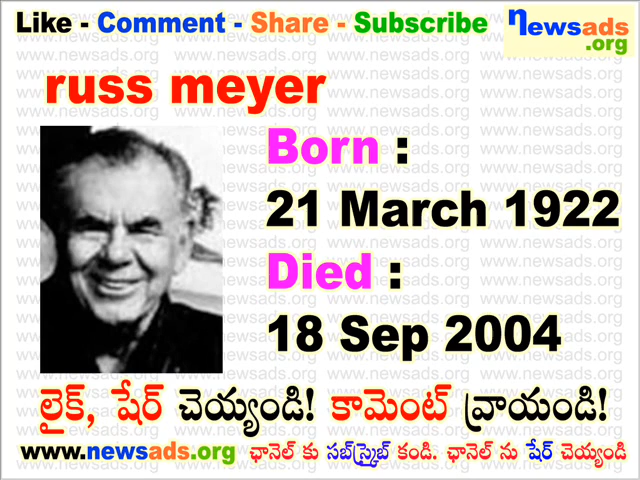 Like - Comment - Share - Subscribe
newsads
.org
russ meyer
Born :
21 March 1922
Died :
18 Sep 2004
లైక్, షేర్ చెయ్యండి! కామెంట్ వ్రాయండి!
www.newsads.org ఛానెల్ కు సబ్‌స్క్రైబ్ కండి. ఛానెల్ ను షేర్ చెయ్యండి